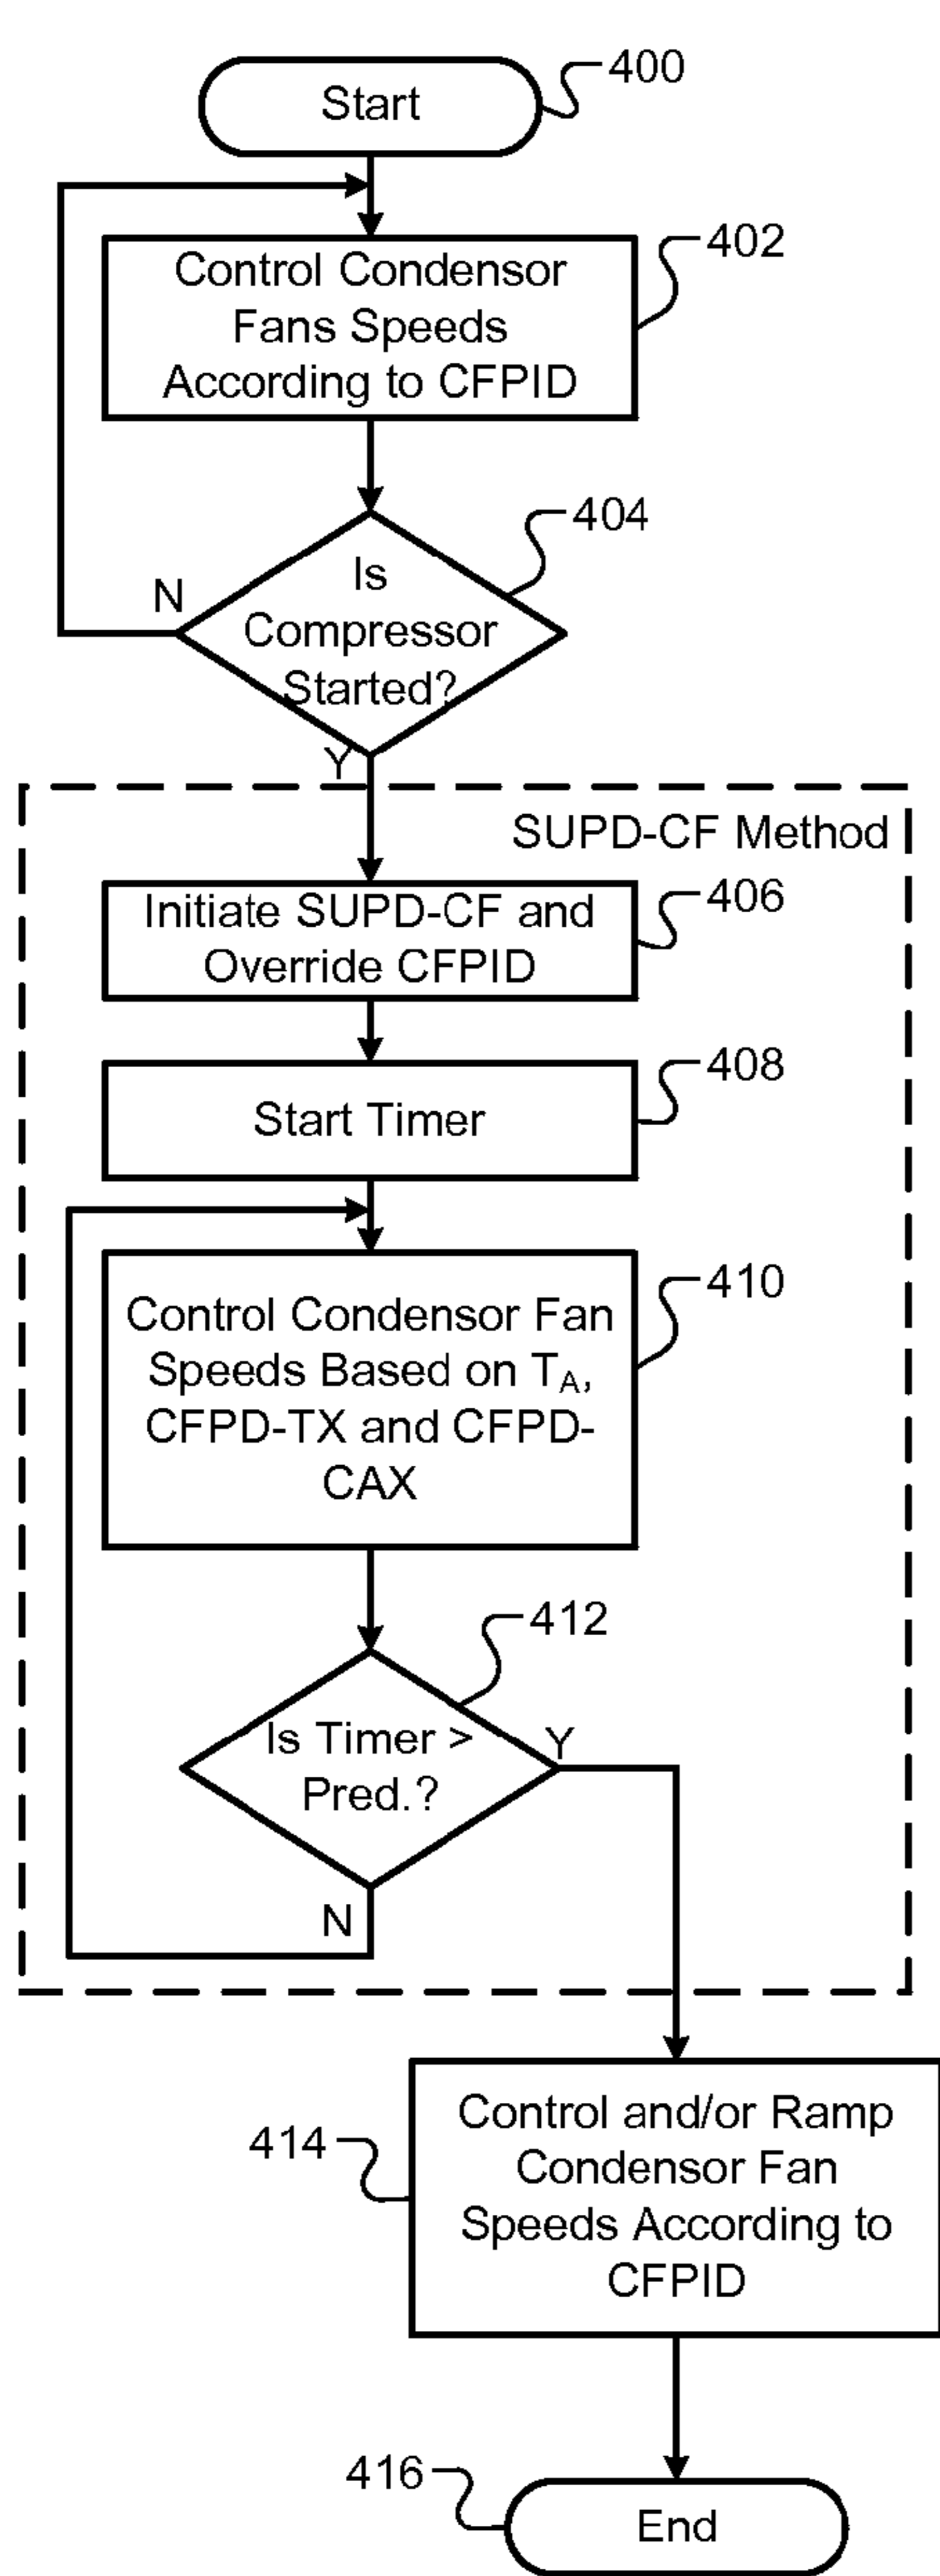 Start
400
Control Condensor
Fans Speeds
According to CFPID
402
Is
Compressor
Started?
404
N
Y
SUPD-CF Method
Initiate SUPD-CF and
Override CFPID
406
Start Timer
408
Control Condensor Fan
Speeds Based on TA,
CFPD-TX and CFPD-
CAX
410
Is Timer >
Pred.?
412
Y
N
Control and/or Ramp
Condensor Fan
Speeds According to
CFPID
414
End
416